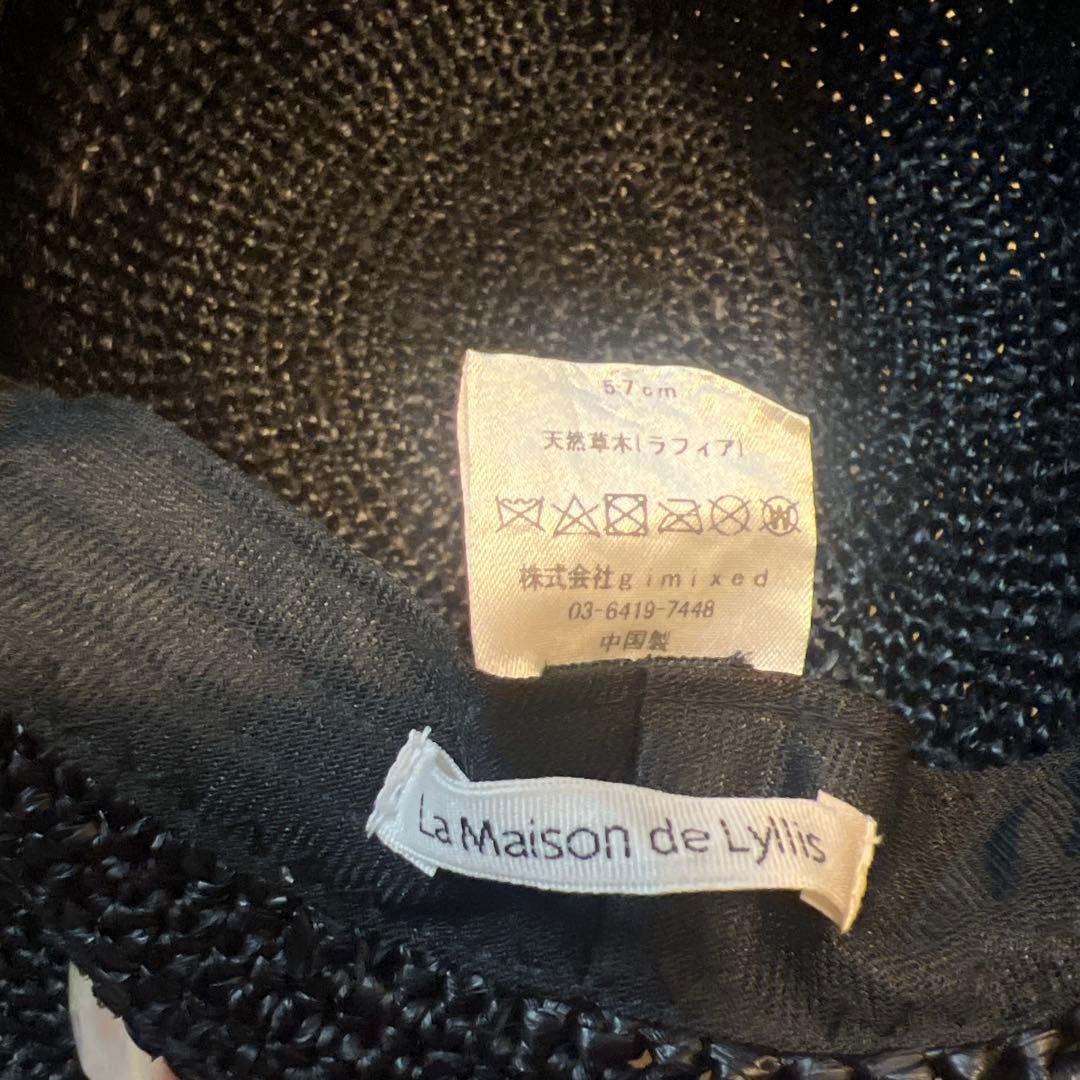 57cm
天然草木(ラフィア)
W
株式会社gimixed
03-6419-7448
中国製
La Maison de Lyllis